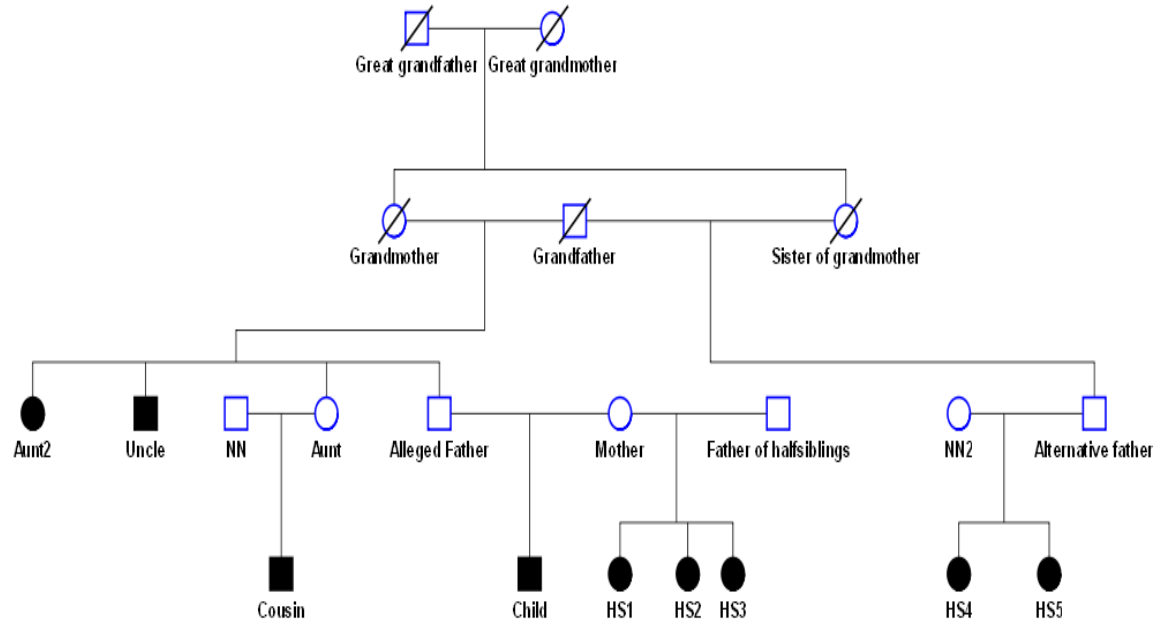 Great grandfather Great grandmother
Grandmother Grandfather Sister of grandmother
Aunt2 Uncle NN Aunt Alleged Father Mother Father of halfsiblings NN2 Alternative father
Cousin Child HS1 HS2 HS3 HS4 HS5